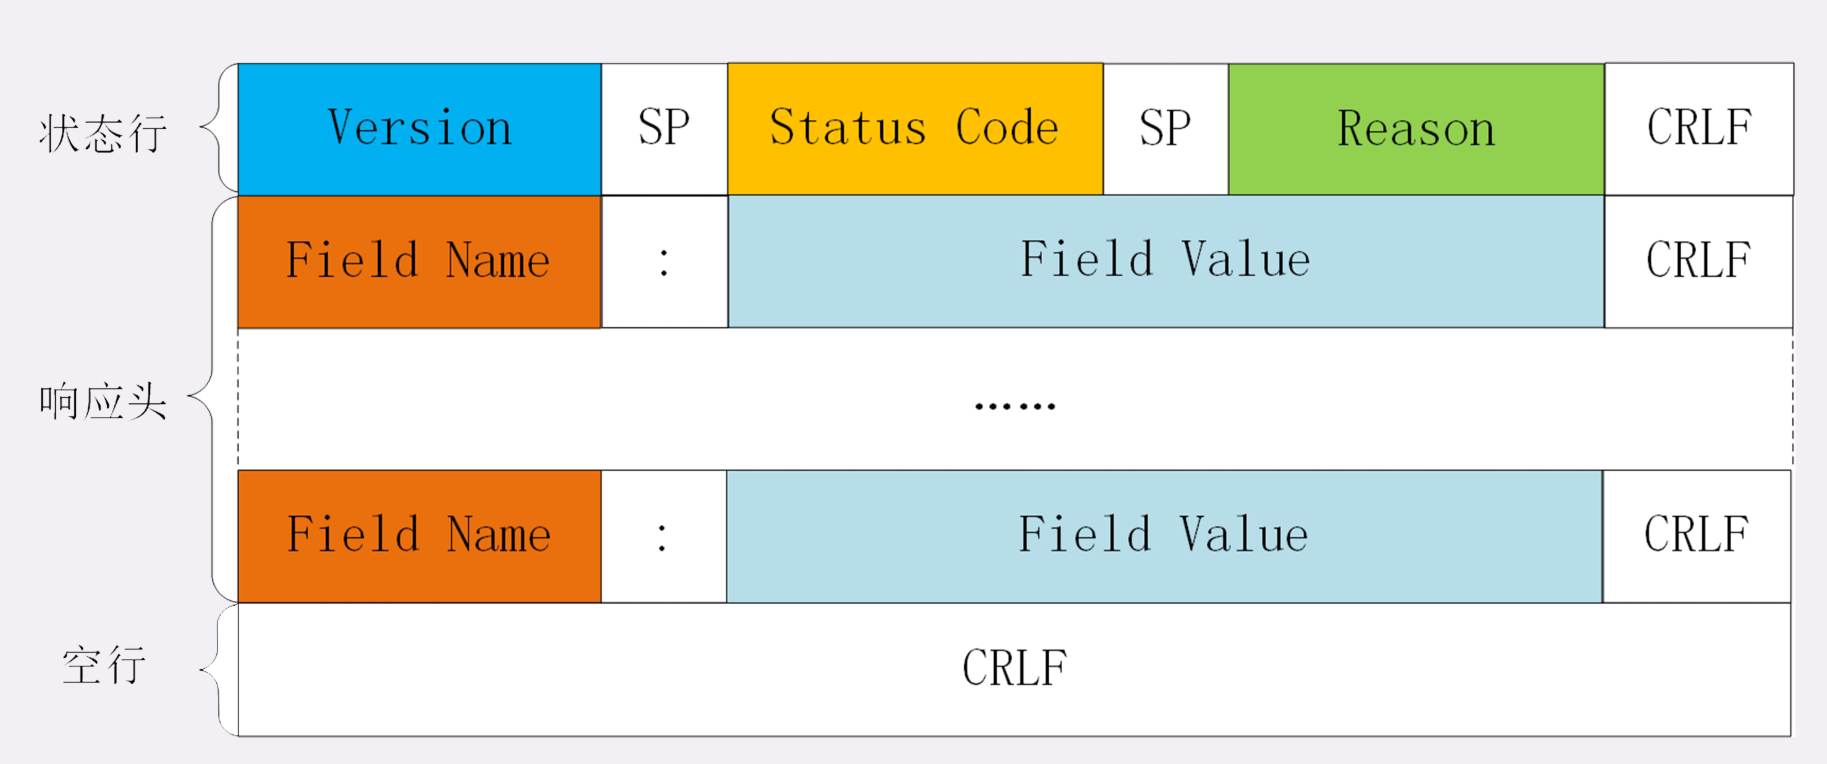 状态行 Version SP Status Code SP Reason CRLF
Field Name : Field Value CRLF
响应头 ……
Field Name : Field Value CRLF
空行 CRLF